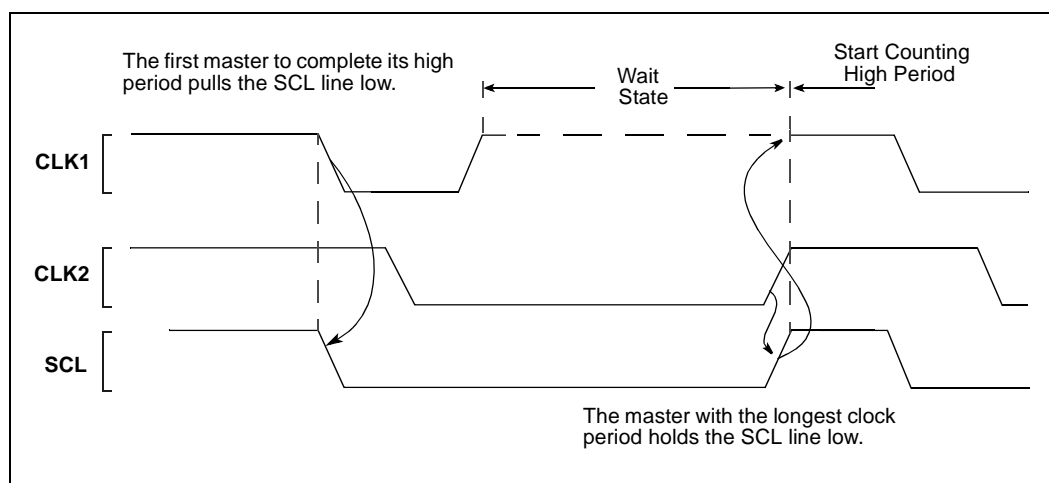 The first master to complete its high
period pulls the SCL line low.
Wait
State
Start Counting
High Period
CLK1
CLK2
SCL
The master with the longest clock
period holds the SCL line low.